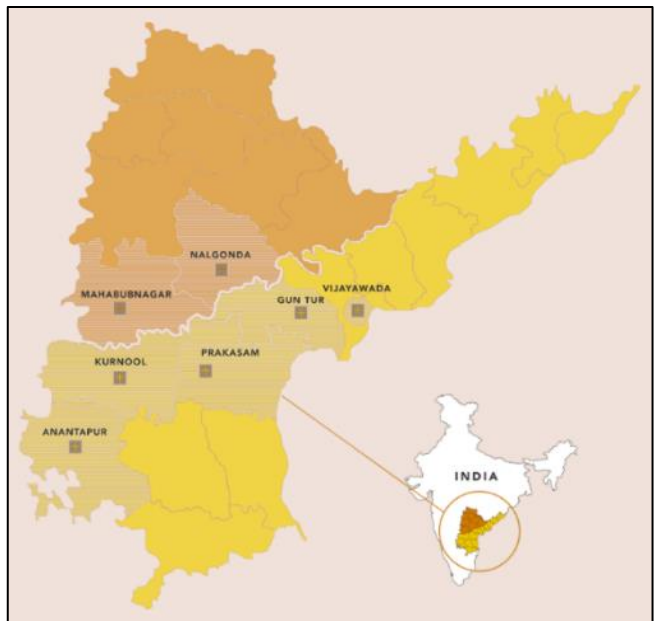 NALGONDA
MAHABUBNAGAR
VIJAYAWADA
GUN TUR
KURNOOL
PRAKASAM
ANANTAPUR
INDIA